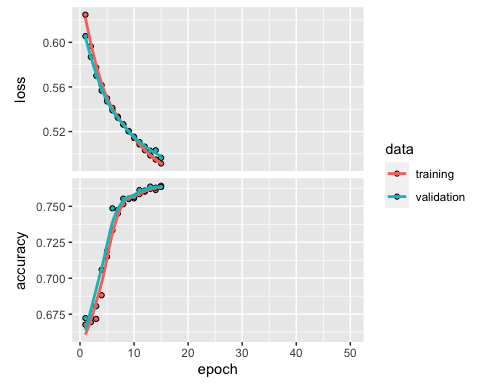 0.60
0.56
0.52
loss
0.750
0.725
0.700
0.675
accuracy
0 10 20 30 40 50
epoch
data
training
validation